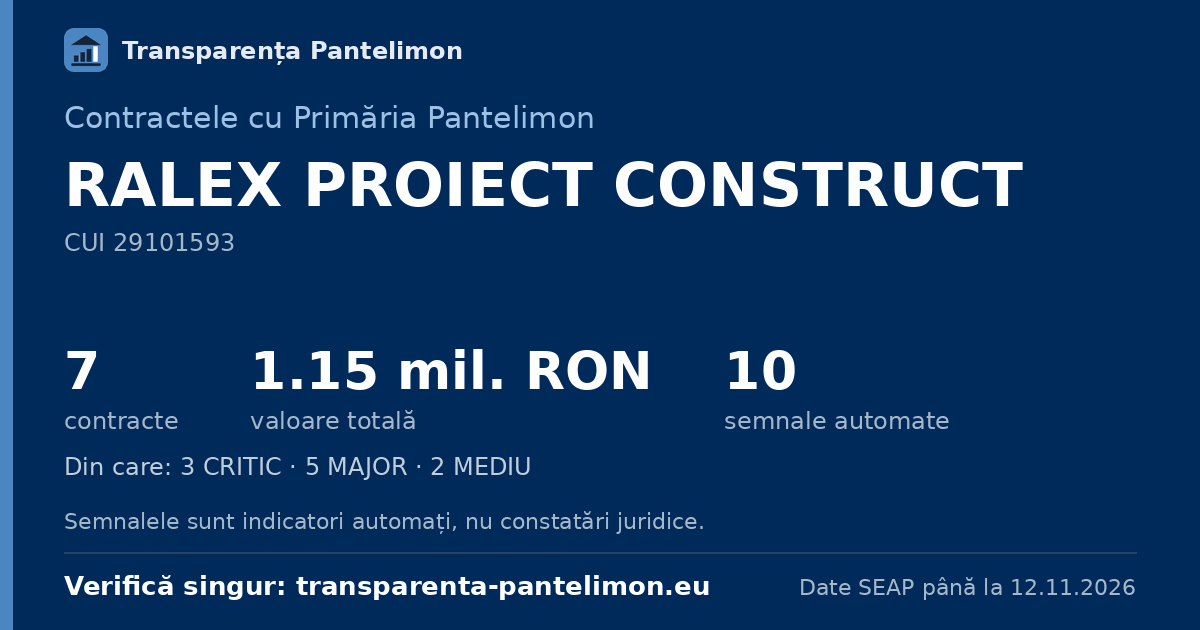 Transparența Pantelimon
Contractele cu Primăria Pantelimon
RALEX PROIECT CONSTRUCT
CUI 29101593
7 1.15 mil. RON 10
contracte valoare totală semnale automate
Din care: 3 CRITIC · 5 MAJOR · 2 MEDIU
Semnalele sunt indicatori automați, nu constatări juridice.
Verifică singur: transparenta-pantelimon.eu Date SEAP până la 12.11.2026